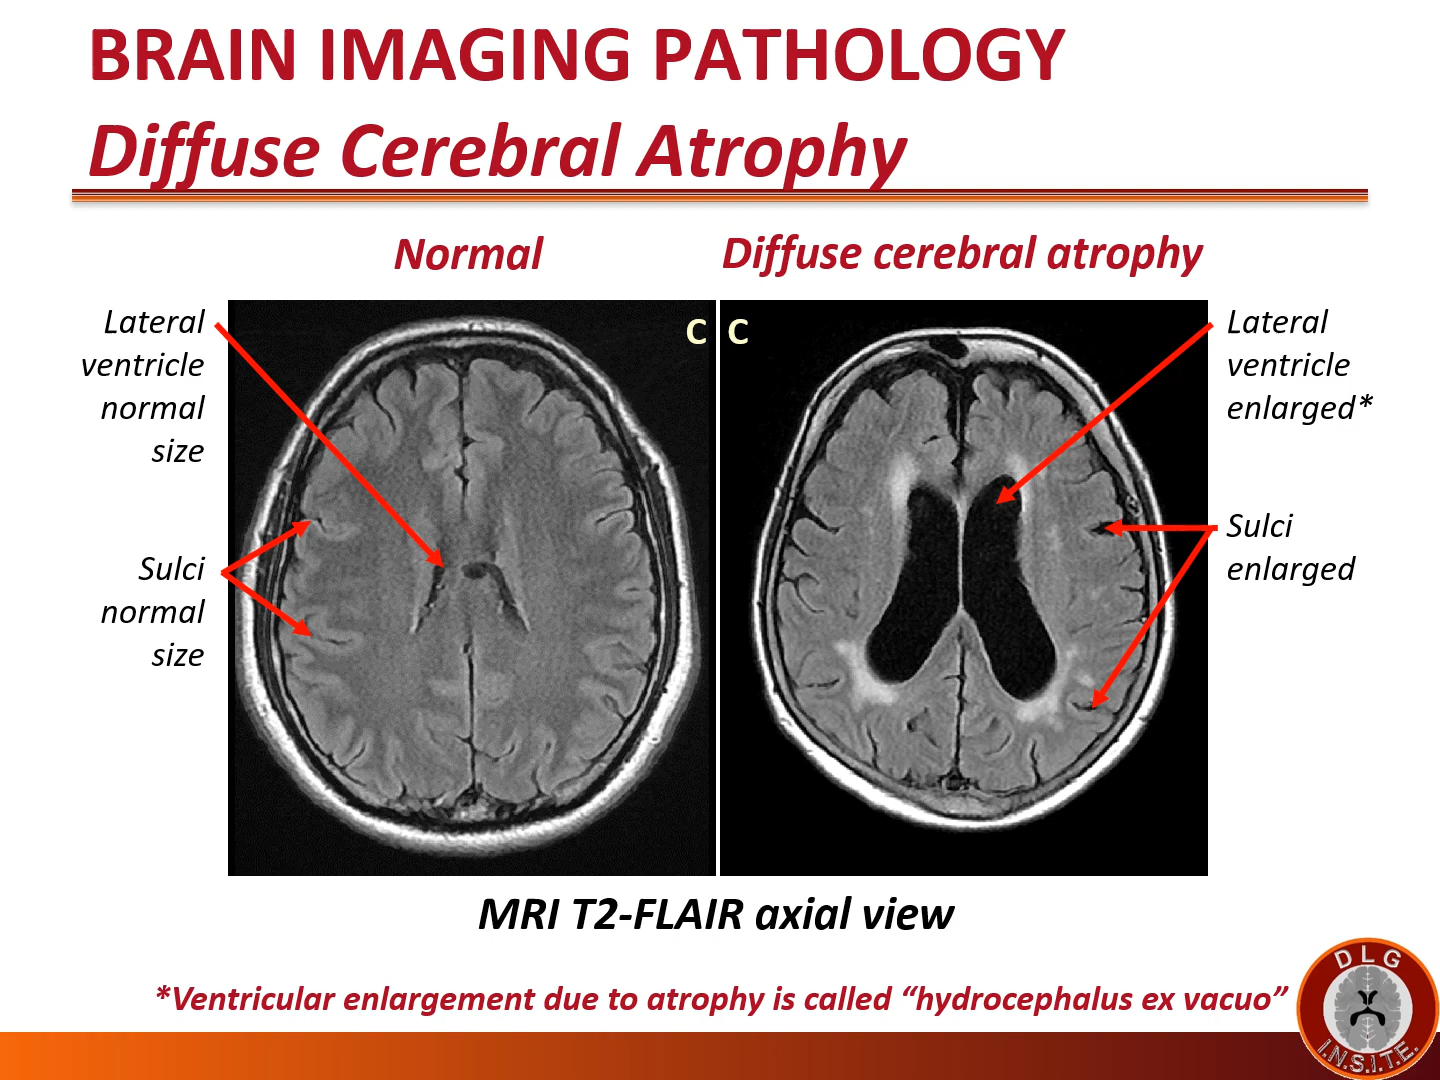 BRAIN IMAGING PATHOLOGY
Diffuse Cerebral Atrophy
Normal
Diffuse cerebral atrophy
Lateral
ventricle
normal
size
Sulci
normal
size
C
C
Lateral
ventricle
enlarged*
Sulci
enlarged
MRI T2-FLAIR axial view
*Ventricular enlargement due to atrophy is called “hydrocephalus ex vacuo”
DLG
I.N.S.I.T.E.